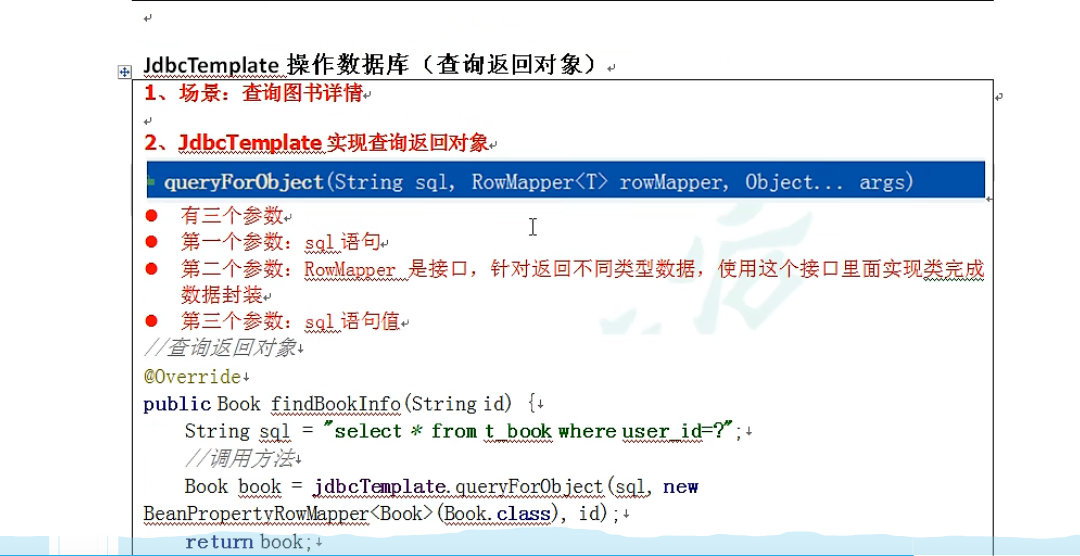 JdbcTemplate 操作数据库（查询返回对象）
1、场景：查询图书详情
2、JdbcTemplate 实现查询返回对象
queryForObject(String sql, RowMapper<T> rowMapper, Object... args)
● 有三个参数
● 第一个参数：sql 语句
● 第二个参数：RowMapper 是接口，针对返回不同类型数据，使用这个接口里面实现类完成
数据封装
● 第三个参数：sql 语句值
//查询返回对象
@Override
public Book findBookInfo(String id) {
String sql = "select * from t_book where user_id=?";
//调用方法
Book book = jdbcTemplate.queryForObject(sql, new
BeanPropertyRowMapper<Book>(Book.class), id);
return book;